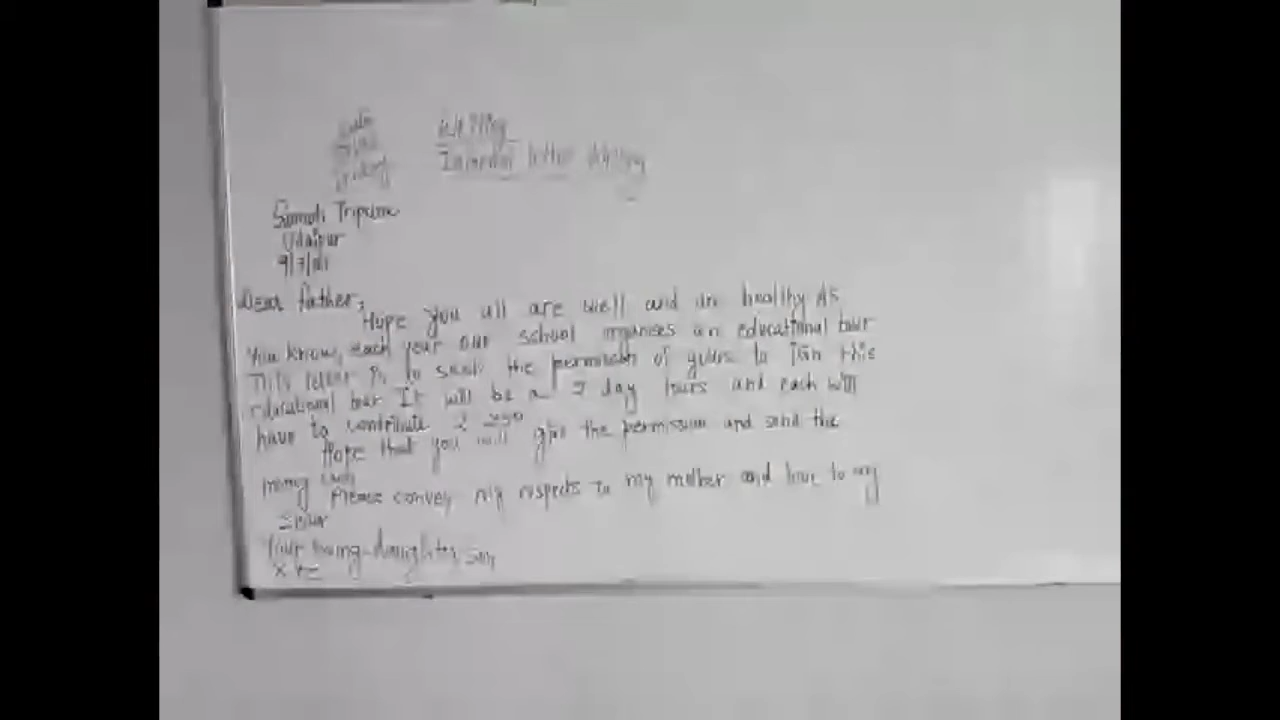 Writing
Informal letter Writing
Tripura
Udaipur
Dear father,
Hope you all are well and in healthy As
You know, each year our school organises an educational tour
This letter is to seek the permission of yours to join this
educational tour It will be a 2 day tours and each will
have to contribute
Hope that you will give the permission and send the
money
Please convey my respects to my mother and love to my
Your loving daughter, son